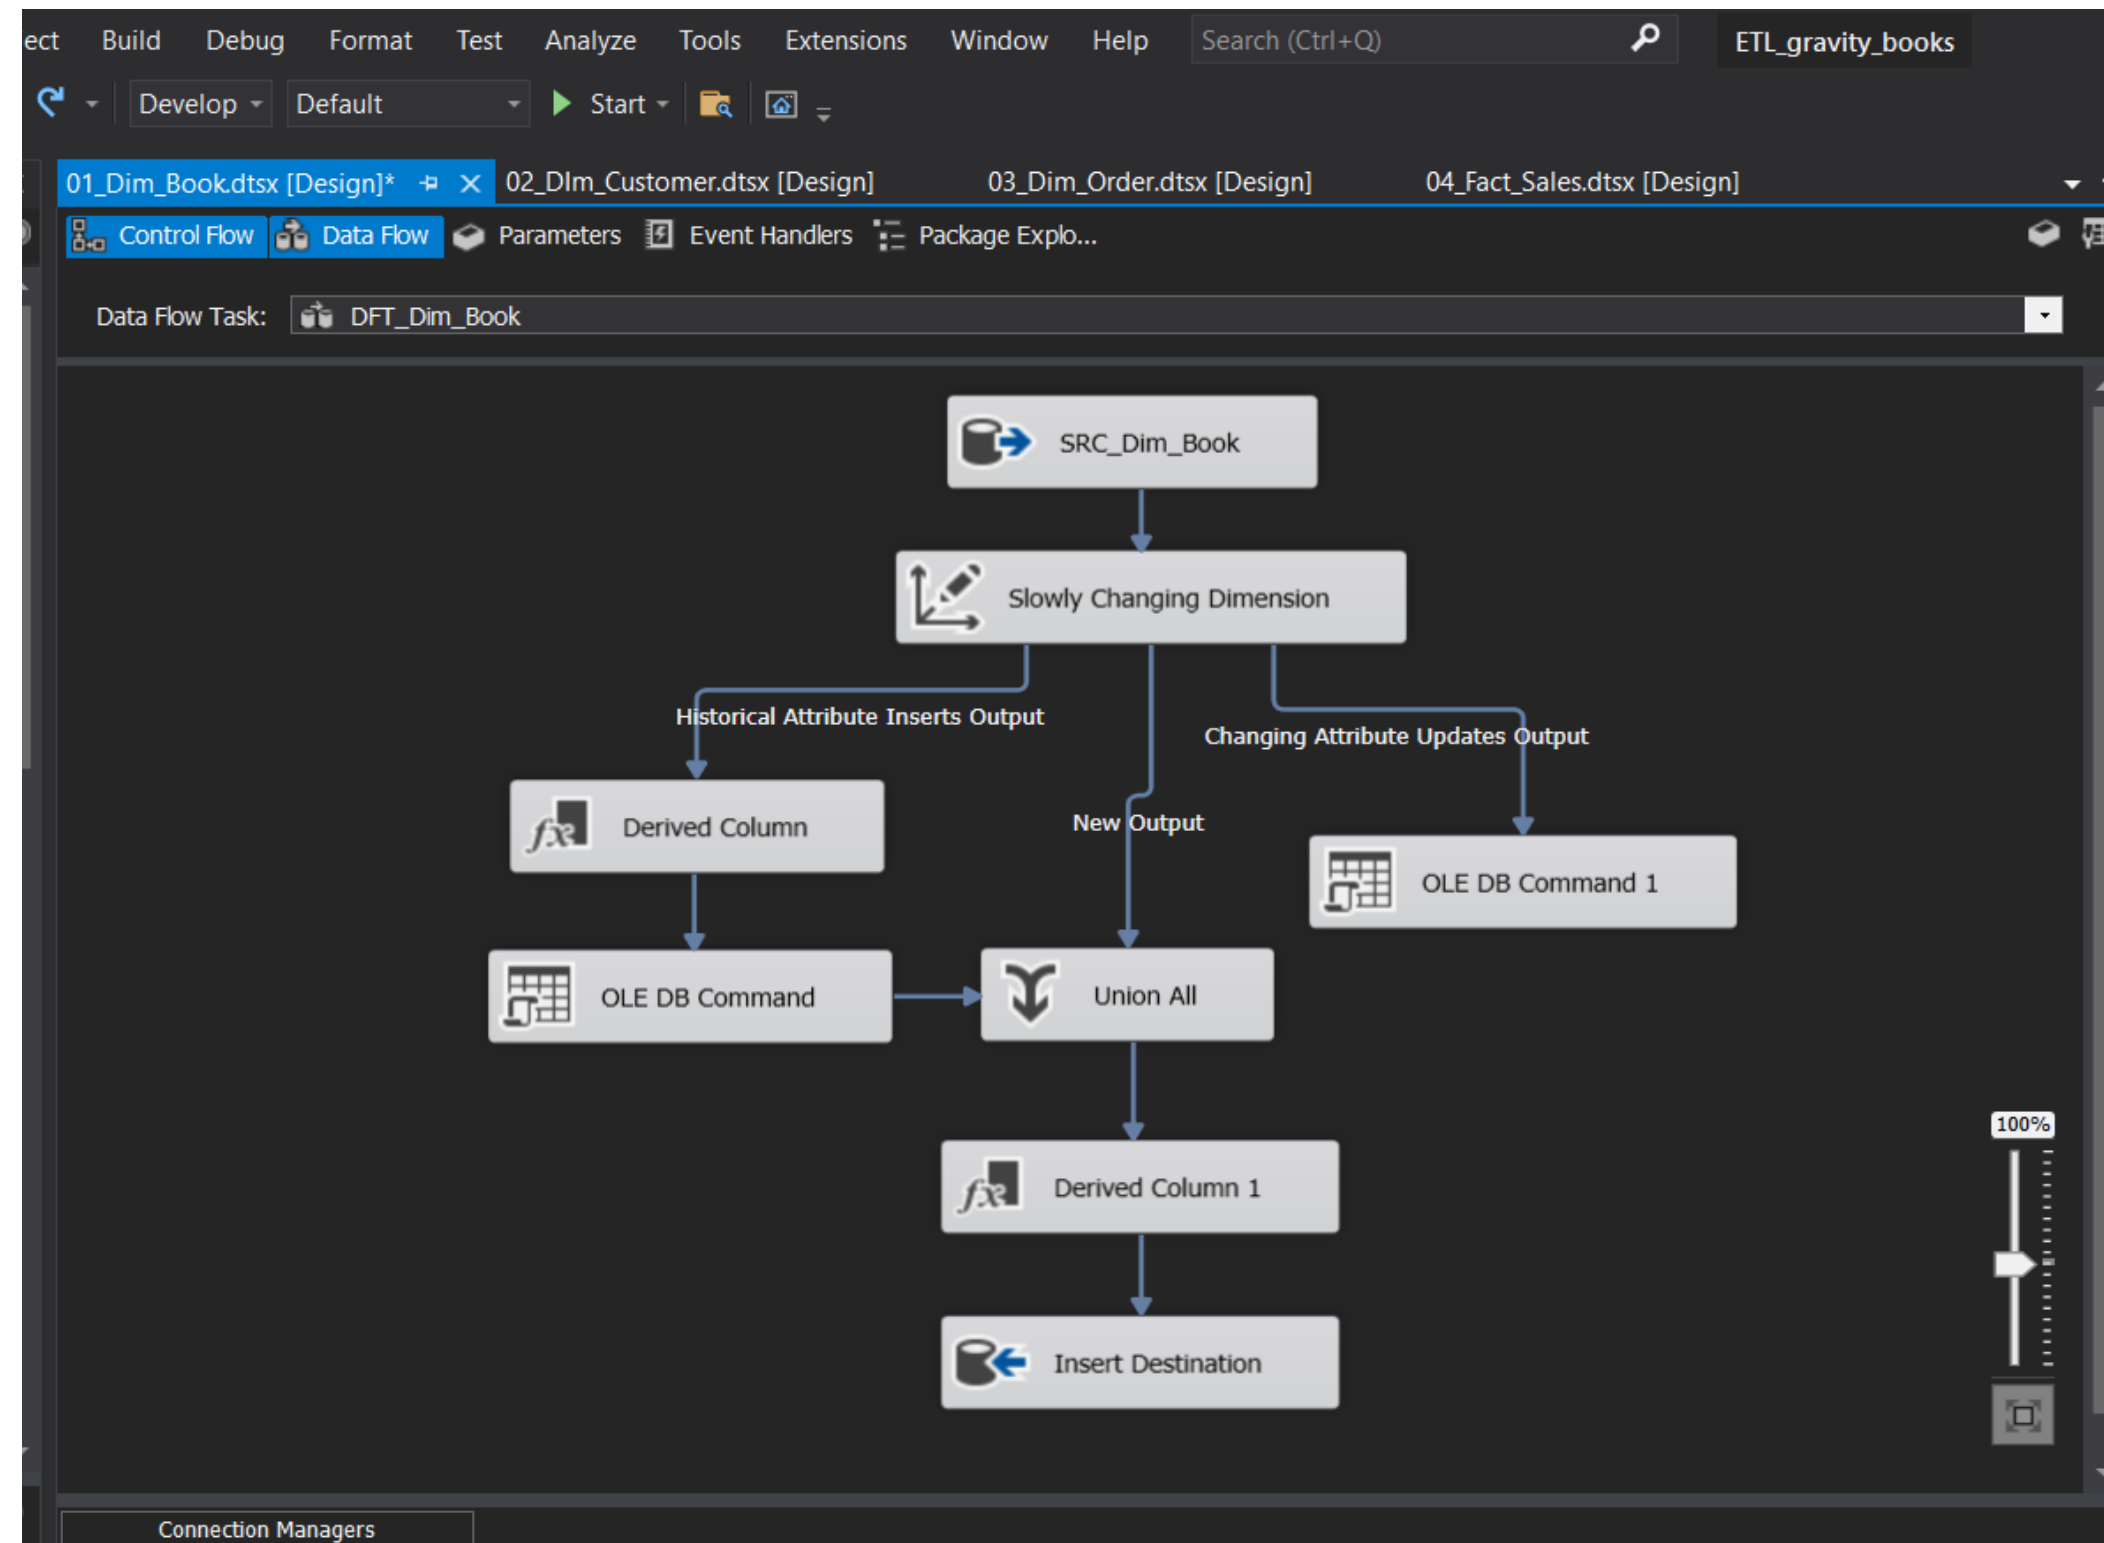 ect Build Debug Format Test Analyze Tools Extensions Window Help Search (Ctrl+Q) ETL_gravity_books
Develop Default Start
01_Dim_Book.dtsx [Design]* 02_DIm_Customer.dtsx [Design] 03_Dim_Order.dtsx [Design] 04_Fact_Sales.dtsx [Design]
Control Flow Data Flow Parameters Event Handlers Package Explo...
Data Flow Task: DFT_Dim_Book
SRC_Dim_Book
Slowly Changing Dimension
Historical Attribute Inserts Output
Changing Attribute Updates Output
New Output
Derived Column
OLE DB Command 1
OLE DB Command
Union All
100%
Derived Column 1
Insert Destination
Connection Managers